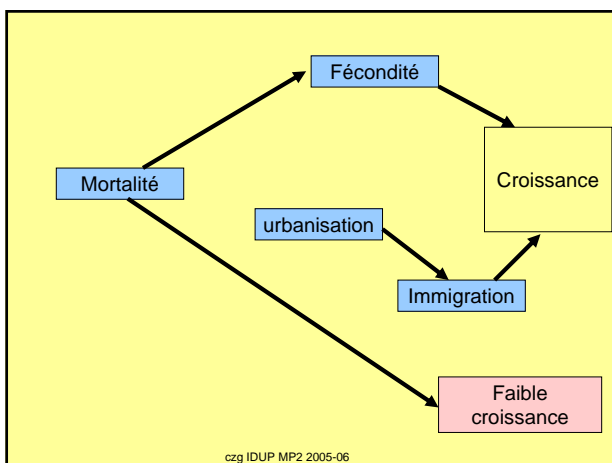 Fécondité
Croissance
Mortalité
urbanisation
Immigration
Faible
croissance
czg IDUP MP2 2005-06